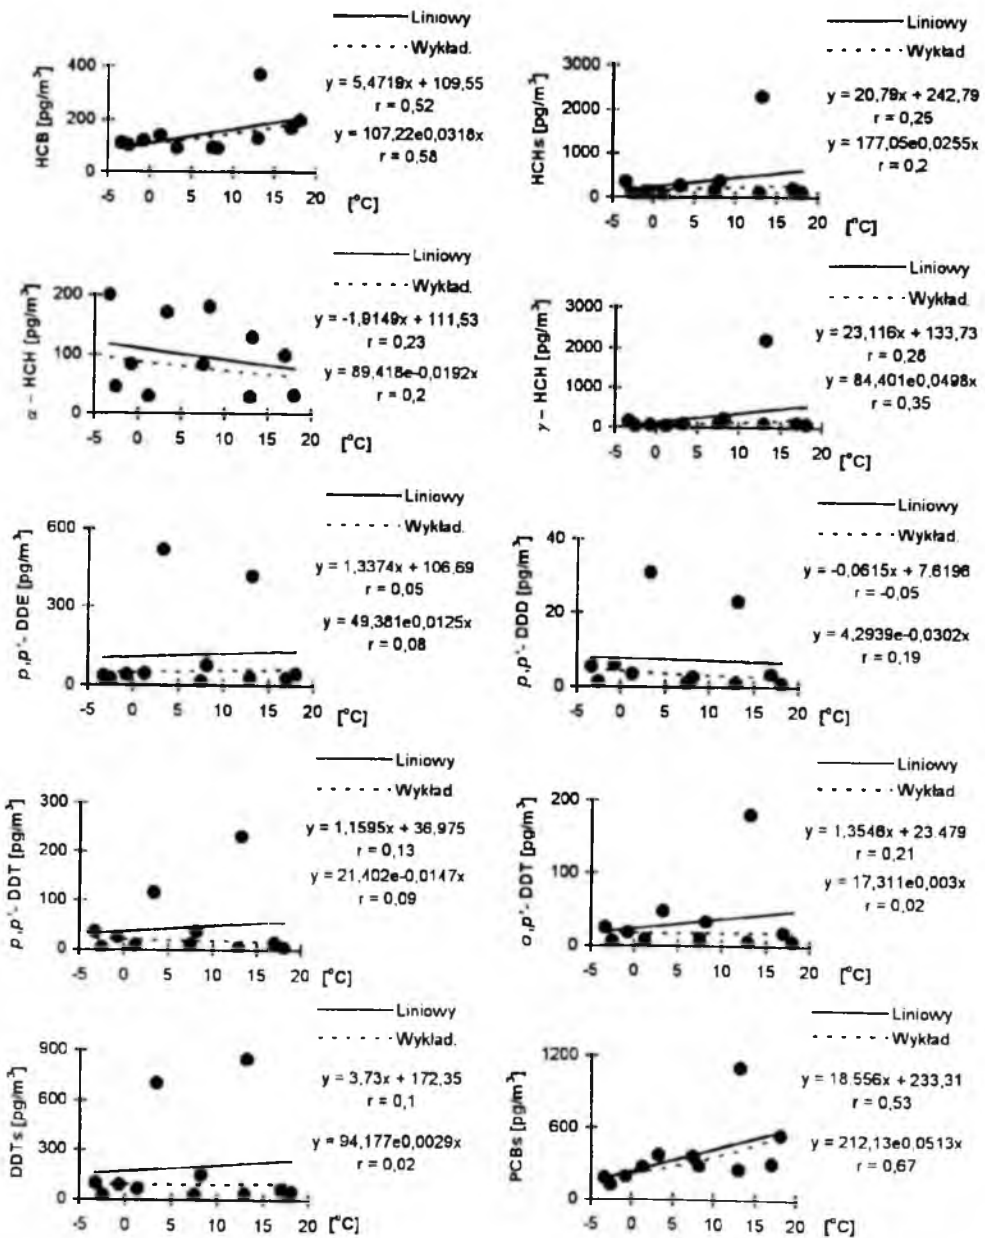 Liniowy
Wykład.
HCB [pg/m³]
400
200
0
-5 0 5 10 15 20
[°C]
y = 5,4719x + 109,55
r = 0,52
y = 107,22e0,0318x
r = 0,58
Liniowy
Wykład
HCHs [pg/m³]
3000
2000
1000
0
-5 0 5 10 15 20
[°C]
y = 20,79x + 242,79
r = 0,25
y = 177,05e0,0255x
r = 0,2
Liniowy
Wykład.
α – HCH [pg/m³]
200
100
0
-5 0 5 10 15 20
[°C]
y = -1,9149x + 111,53
r = 0,23
y = 89,418e-0,0192x
r = 0,2
Liniowy
Wykład.
γ – HCH [pg/m³]
3000
2000
1000
0
-5 0 5 10 15 20
[°C]
y = 23,116x + 133,73
r = 0,28
y = 84,401e0,0498x
r = 0,35
Liniowy
Wykład.
p,p'- DDE [pg/m³]
600
300
0
-5 0 5 10 15 20
[°C]
y = 1,3374x + 106,69
r = 0,05
y = 49,381e0,0125x
r = 0,08
Liniowy
Wykład.
p,p'- DDD [pg/m³]
40
20
0
-5 0 5 10 15 20
[°C]
y = -0,0615x + 7,6196
r = -0,05
y = 4,2939e-0,0302x
r = 0,19
Liniowy
Wykład.
p,p'- DDT [pg/m³]
300
200
100
0
-5 0 5 10 15 20
[°C]
y = 1,1595x + 36,975
r = 0,13
y = 21,402e-0,0147x
r = 0,09
Liniowy
Wykład
o,p'- DDT [pg/m³]
200
100
0
-5 0 5 10 15 20
[°C]
y = 1,3546x + 23.479
r = 0,21
y = 17,311e0,003x
r = 0,02
Liniowy
Wykład.
DDTs [pg/m³]
900
600
300
0
-5 0 5 10 15 20
[°C]
y = 3,73x + 172,35
r = 0,1
y = 94,177e0,0029x
r = 0,02
Liniowy
Wykład
PCBs [pg/m³]
1200
600
0
-5 0 5 10 15 20
[°C]
y = 18,556x + 233,31
r = 0,53
y = 212,13e0,0513x
r = 0,67